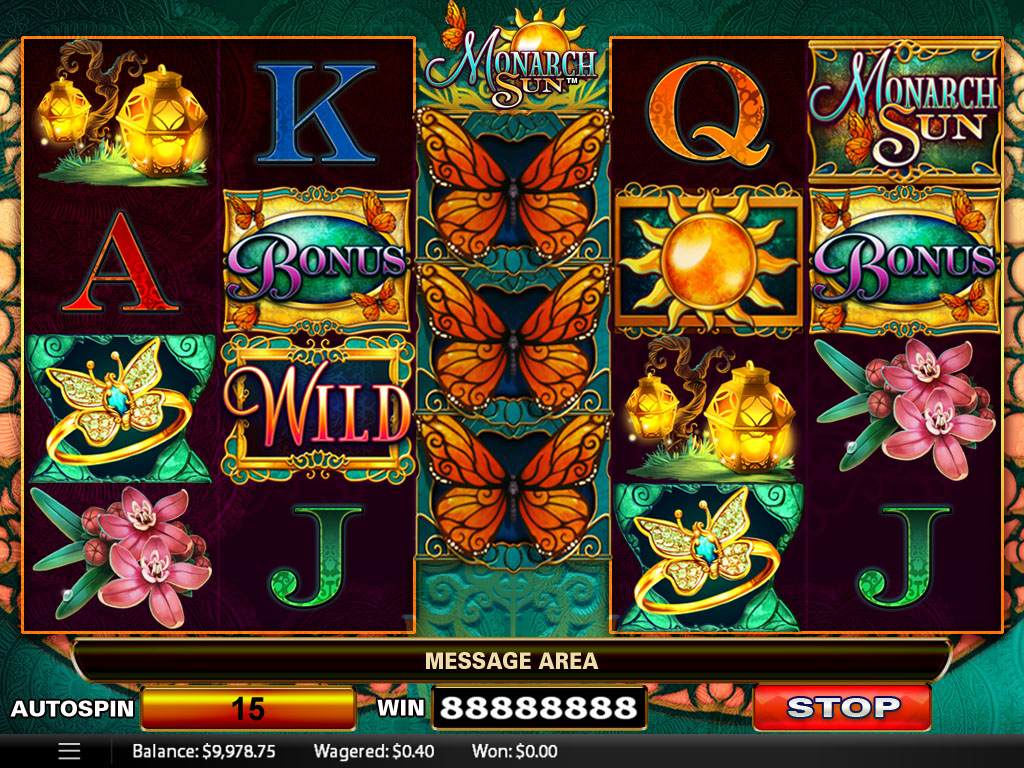 MONARCH
SUN™
K
Q
MONARCH
SUN
A
BONUS
BONUS
WILD
J
J
MESSAGE AREA
AUTOSPIN 15 WIN 88888888 STOP
Balance: $9,978.75 Wagered: $0.40 Won: $0.00